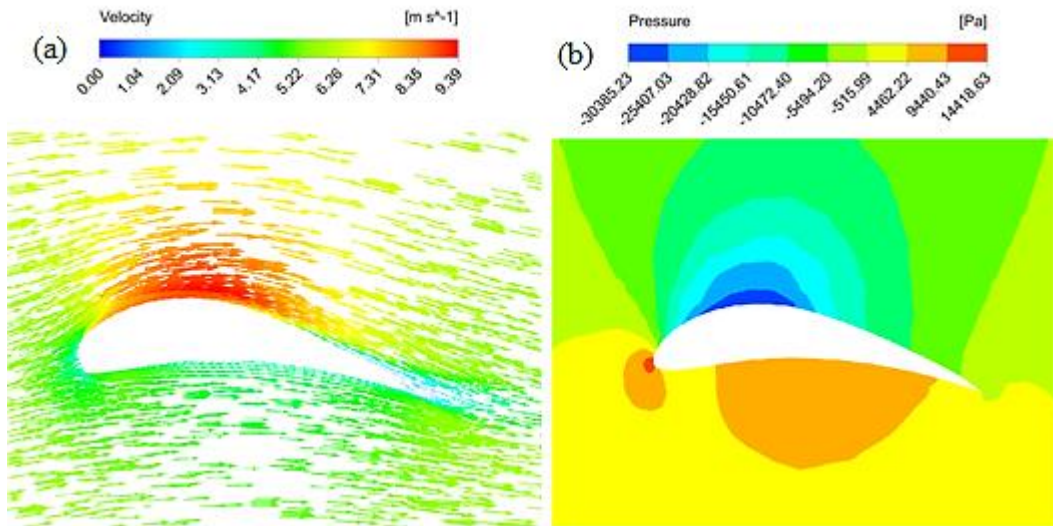 Velocity [m s^-1]
(a)
0.00 1.04 2.09 3.13 4.17 5.22 6.26 7.31 8.35 9.39
Pressure [Pa]
(b)
-30385.23 -25407.03 -20428.82 -15450.61 -10472.40 -5494.20 -515.99 4462.22 9440.43 14418.63